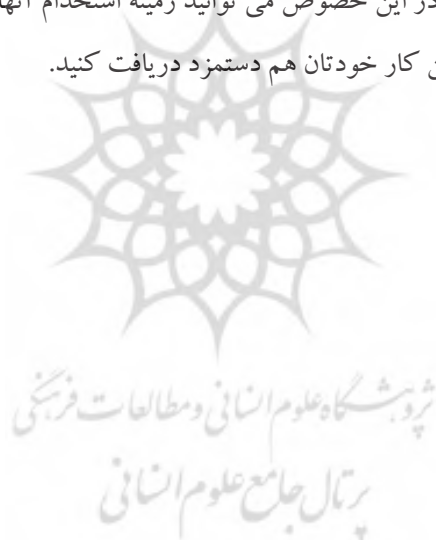 در این خصوص می توانید زمینه استخدام آنها
کار خودتان هم دستمزد دریافت کنید.
پژوهشگاه علوم انسانی و مطالعات فرهنگی
پرتال جامع علوم انسانی